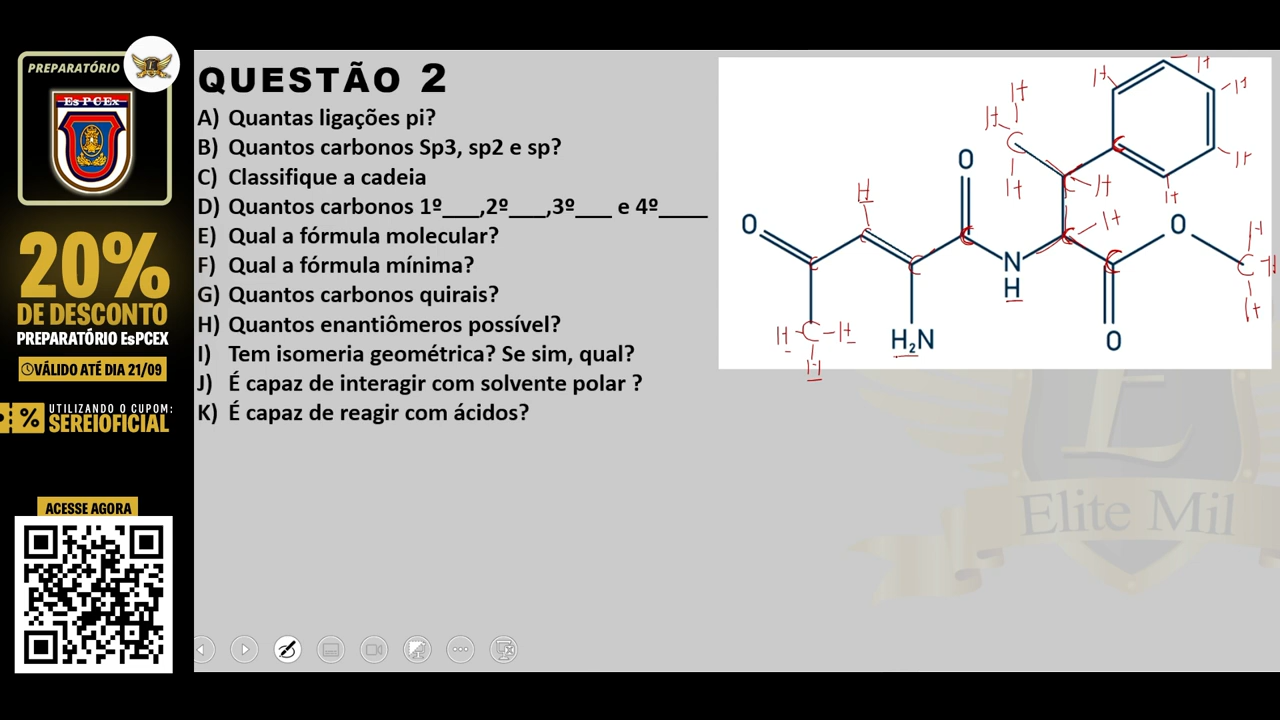 PREPARATÓRIO
EsPCEx
20%
DE DESCONTO
PREPARATÓRIO EsPCEX
VÁLIDO ATÉ DIA 21/09
%
UTILIZANDO O CUPOM:
SEREIOFICIAL
ACESSE AGORA
QUESTÃO 2
A) Quantas ligações pi?
B) Quantos carbonos Sp3, sp2 e sp?
C) Classifique a cadeia
D) Quantos carbonos 1º___,2º___,3º___ e 4º____
E) Qual a fórmula molecular?
F) Qual a fórmula mínima?
G) Quantos carbonos quirais?
H) Quantos enantiômeros possível?
I) Tem isomeria geométrica? Se sim, qual?
J) É capaz de interagir com solvente polar ?
K) É capaz de reagir com ácidos?
H H
H H
H C H
H H
O H H
H H O H
O C C C C N C C C H
H H
H C H H₂N O
H
Elite Mil